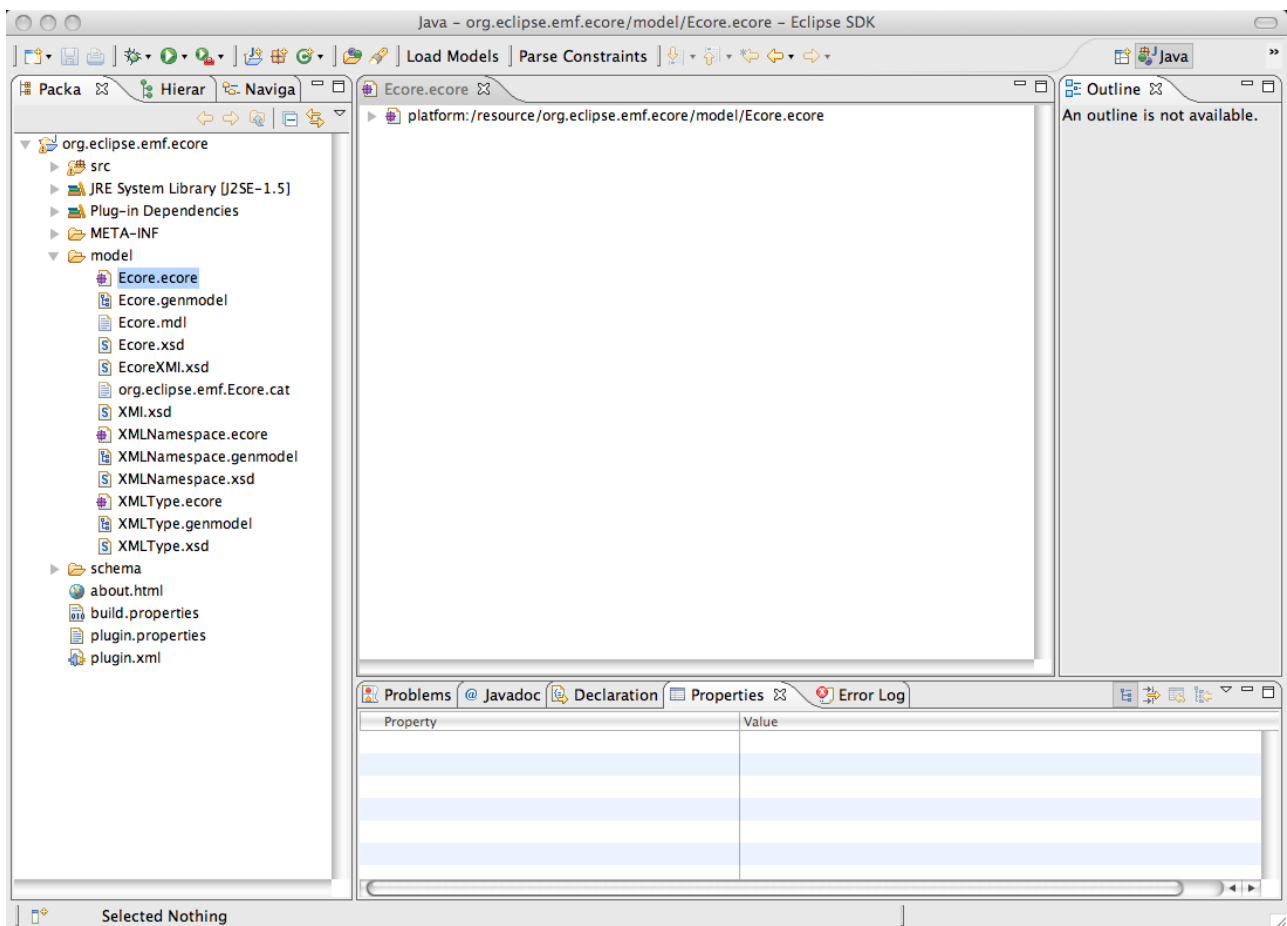 Java – org.eclipse.emf.ecore/model/Ecore.ecore – Eclipse SDK
Load Models Parse Constraints Java »
Packa Hierar Naviga
org.eclipse.emf.ecore
src
JRE System Library [J2SE-1.5]
Plug-in Dependencies
META-INF
model
Ecore.ecore
Ecore.genmodel
Ecore.mdl
Ecore.xsd
EcoreXMI.xsd
org.eclipse.emf.Ecore.cat
XMI.xsd
XMLNamespace.ecore
XMLNamespace.genmodel
XMLNamespace.xsd
XMLType.ecore
XMLType.genmodel
XMLType.xsd
schema
about.html
build.properties
plugin.properties
plugin.xml
Ecore.ecore
platform:/resource/org.eclipse.emf.ecore/model/Ecore.ecore
Outline
An outline is not available.
Problems @ Javadoc Declaration Properties Error Log
Property Value
Selected Nothing